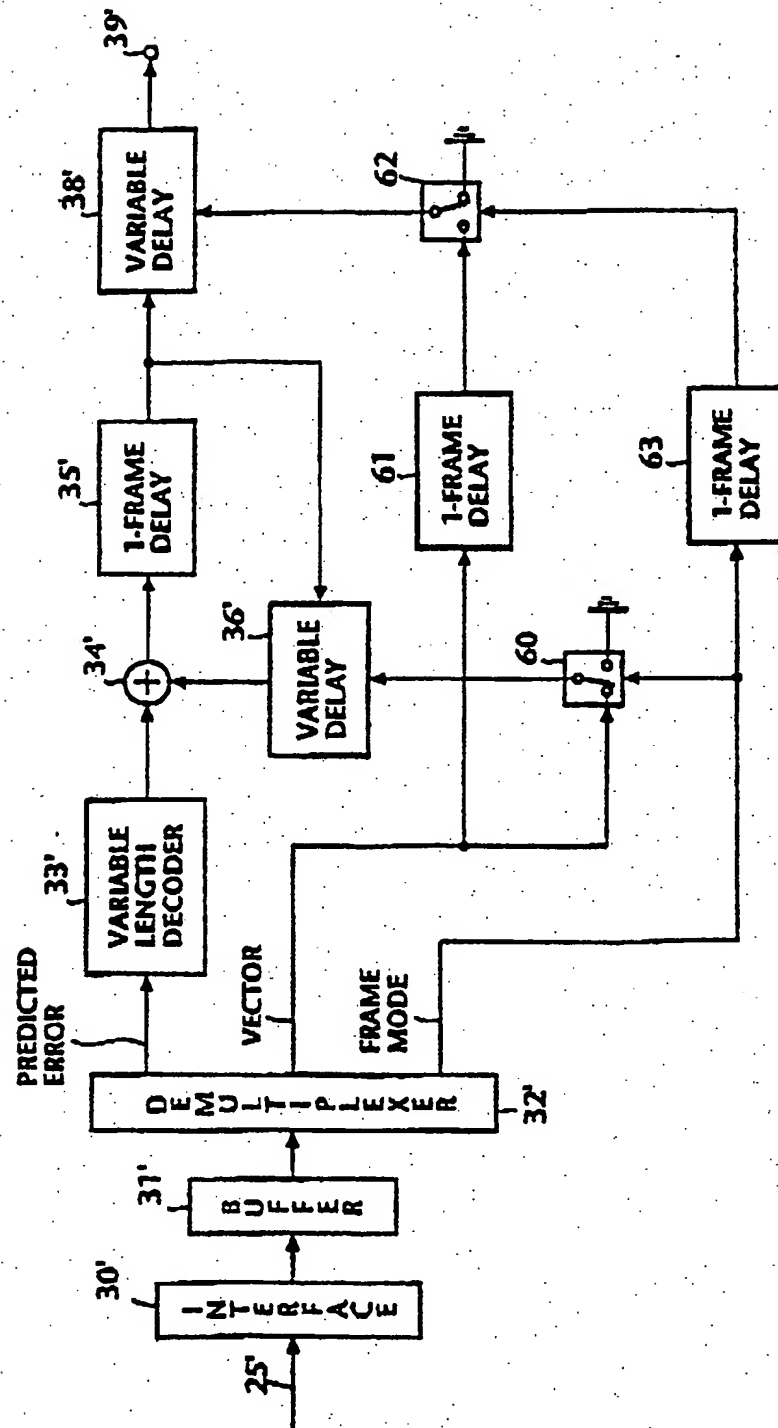 25'
30'
INTERFACE
31'
BUFFER
32'
DEMULTIPLEXER
PREDICTED
ERROR
VECTOR
FRAME
MODE
33'
VARIABLE
LENGTH
DECODER
34'
+
35'
1-FRAME
DELAY
36'
VARIABLE
DELAY
38'
VARIABLE
DELAY
39'
60
61
1-FRAME
DELAY
62
63
1-FRAME
DELAY